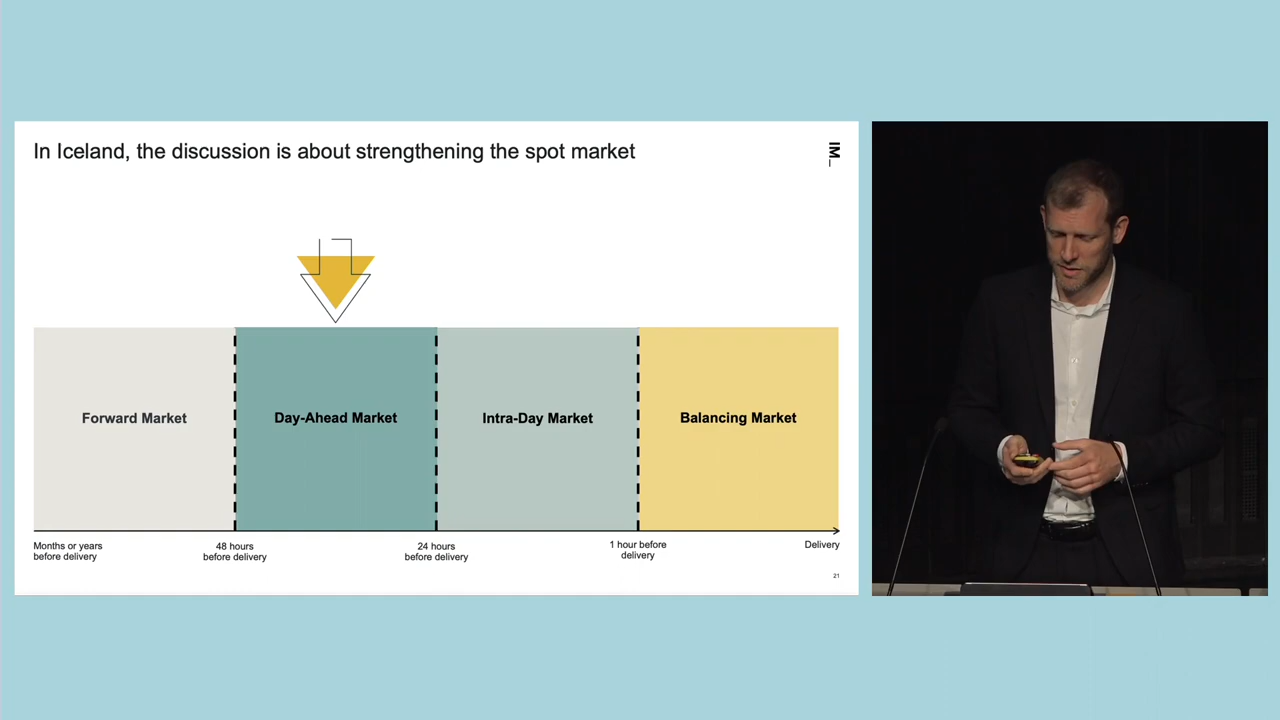 In Iceland, the discussion is about strengthening the spot market
IM_
Forward Market
Day-Ahead Market
Intra-Day Market
Balancing Market
Months or years
before delivery
48 hours
before delivery
24 hours
before delivery
1 hour before
delivery
Delivery
21